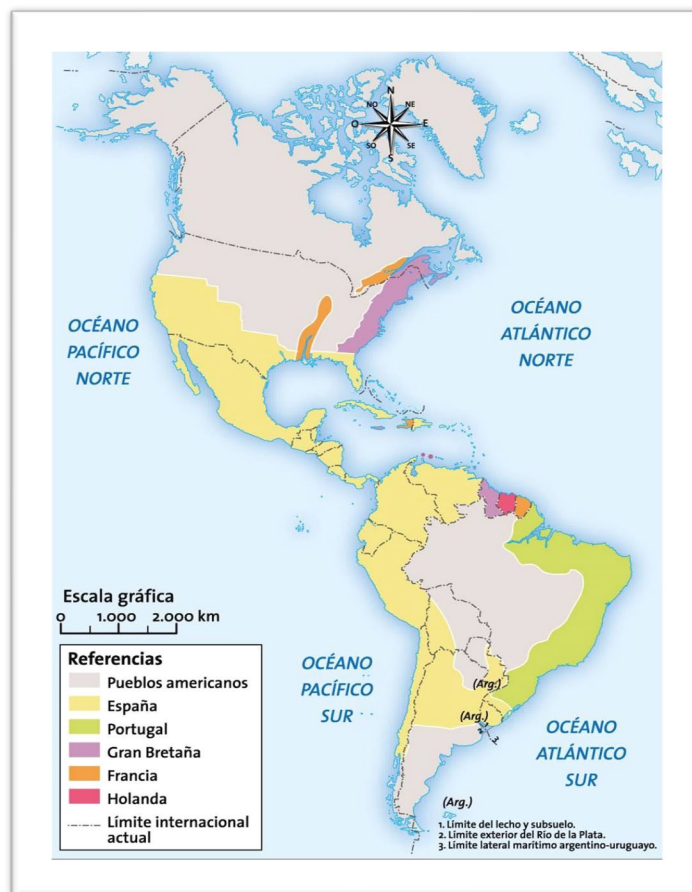 N
NO
NE
O
E
SO
SE
S
OCÉANO
PACÍFICO
NORTE
OCÉANO
ATLÁNTICO
NORTE
Escala gráfica
0 1.000 2.000 km
Referencias
Pueblos americanos
España
Portugal
Gran Bretaña
Francia
Holanda
Límite internacional
actual
OCÉANO
PACÍFICO
SUR
(Arg.)
(Arg.)
1.
2.
3.
OCÉANO
ATLÁNTICO
SUR
(Arg.)
1. Límite del lecho y subsuelo.
2. Límite exterior del Río de la Plata.
3. Límite lateral marítimo argentino-uruguayo.